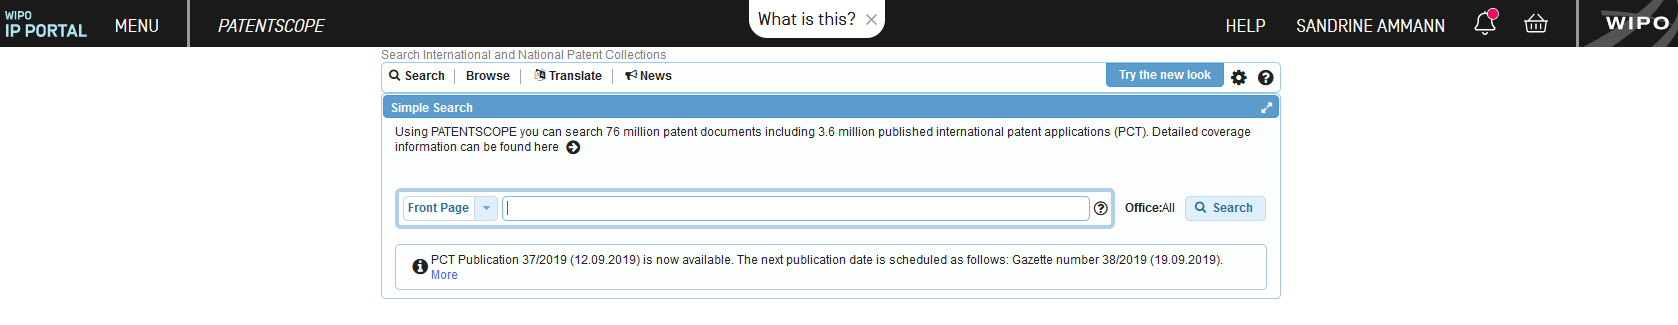 WIPO
IP PORTAL
MENU
PATENTSCOPE
What is this?
HELP
SANDRINE AMMANN
WIPO
Search International and National Patent Collections
Search
Browse
Translate
News
Try the new look
Simple Search
Using PATENTSCOPE you can search 76 million patent documents including 3.6 million published international patent applications (PCT). Detailed coverage
information can be found here
Front Page
Office:All
Search
PCT Publication 37/2019 (12.09.2019) is now available. The next publication date is scheduled as follows: Gazette number 38/2019 (19.09.2019).
More